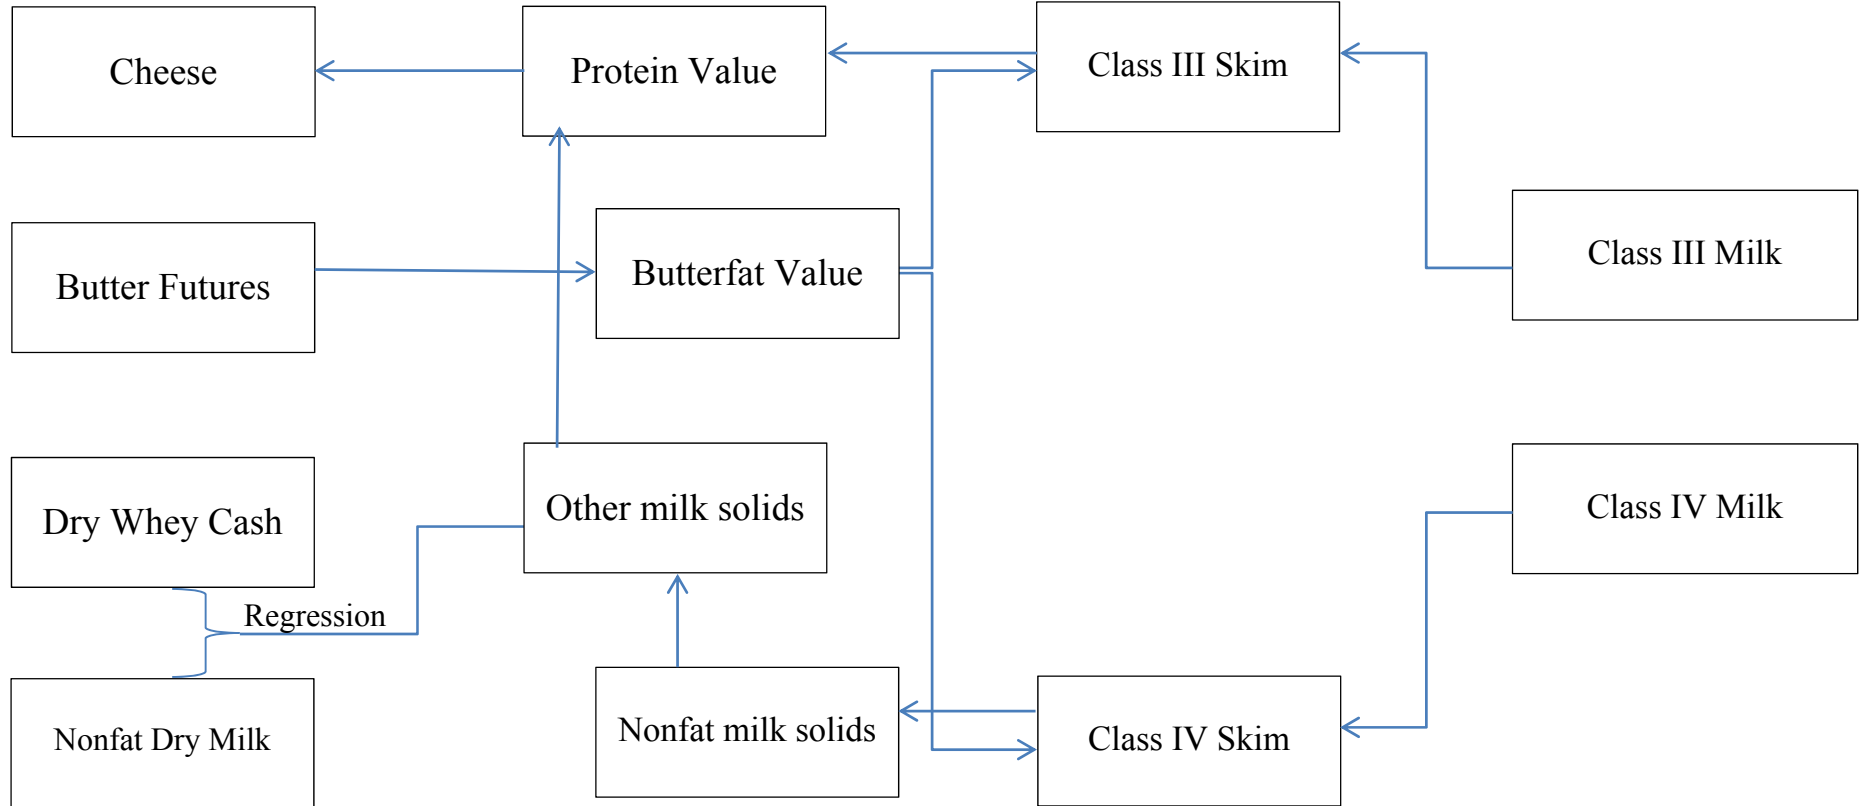 Cheese
Protein Value
Class III Skim
Butter Futures
Butterfat Value
Class III Milk
Dry Whey Cash
Other milk solids
Class IV Milk
Regression
Nonfat Dry Milk
Nonfat milk solids
Class IV Skim